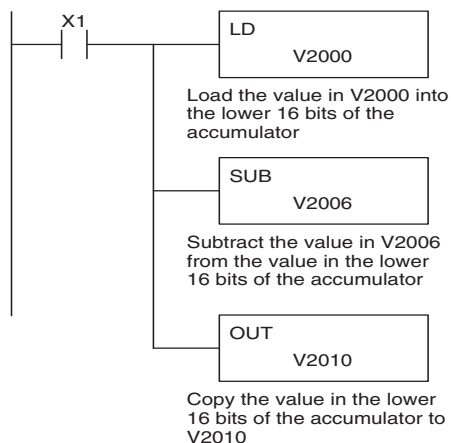 X1
LD
V2000
Load the value in V2000 into
the lower 16 bits of the
accumulator
SUB
V2006
Subtract the value in V2006
from the value in the lower
16 bits of the accumulator
OUT
V2010
Copy the value in the lower
16 bits of the accumulator to
V2010